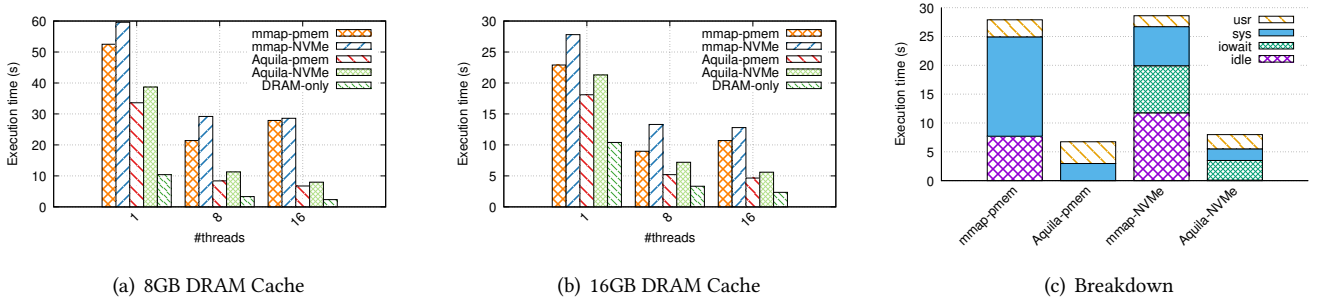 60
50
40
30
20
10
0
Execution time (s)
1
8
16
#threads
mmap-pmem
mmap-NVMe
Aquila-pmem
Aquila-NVMe
DRAM-only
(a) 8GB DRAM Cache
30
25
20
15
10
5
0
Execution time (s)
1
8
16
#threads
mmap-pmem
mmap-NVMe
Aquila-pmem
Aquila-NVMe
DRAM-only
(b) 16GB DRAM Cache
30
25
20
15
10
5
0
Execution time (s)
usr
sys
iowait
idle
mmap-pmem
Aquila-pmem
mmap-NVMe
Aquila-NVMe
(c) Breakdown